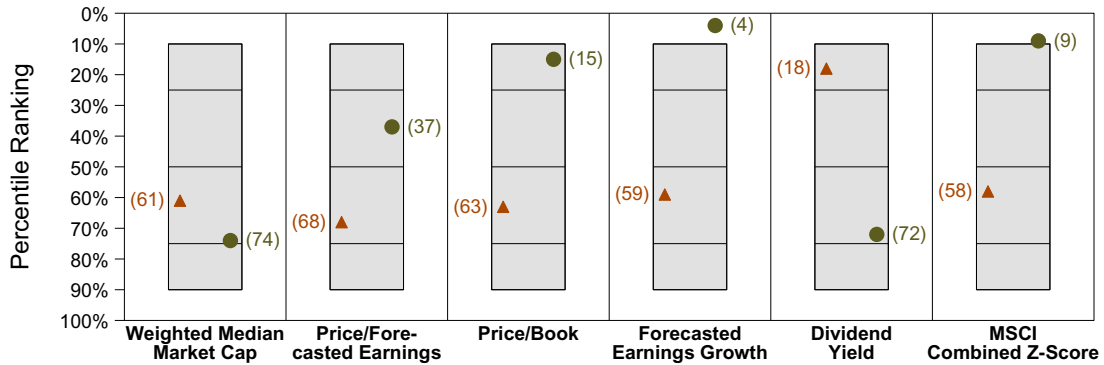 Percentile Ranking
0%
10%
20%
30%
40%
50%
60%
70%
80%
90%
100%
(61)
(74)
(68)
(37)
(63)
(15)
(59)
(4)
(18)
(72)
(58)
(9)
Weighted Median
Market Cap
Price/Fore-
casted Earnings
Price/Book
Forecasted
Earnings Growth
Dividend
Yield
MSCI
Combined Z-Score